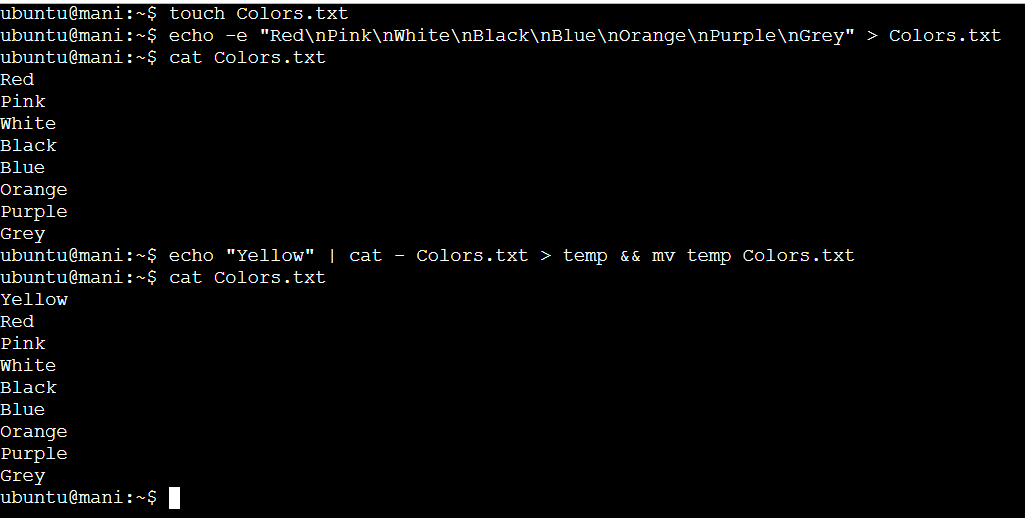 ubuntu@mani:~$ touch Colors.txt
ubuntu@mani:~$ echo -e "Red\nPink\nWhite\nBlack\nBlue\nOrange\nPurple\nGrey" > Colors.txt
ubuntu@mani:~$ cat Colors.txt
Red
Pink
White
Black
Blue
Orange
Purple
Grey
ubuntu@mani:~$ echo "Yellow" | cat - Colors.txt > temp && mv temp Colors.txt
ubuntu@mani:~$ cat Colors.txt
Yellow
Red
Pink
White
Black
Blue
Orange
Purple
Grey
ubuntu@mani:~$